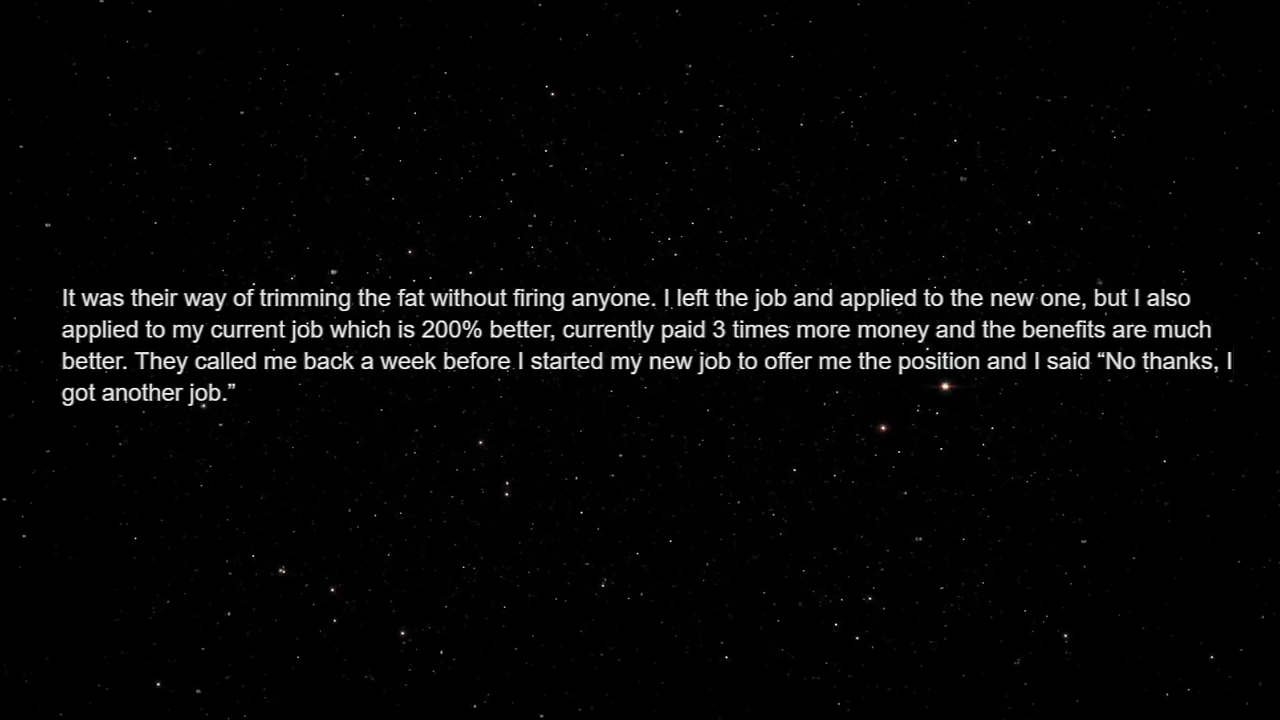 It was their way of trimming the fat without firing anyone. I left the job and applied to the new one, but I also
applied to my current job which is 200% better, currently paid 3 times more money and the benefits are much
better. They called me back a week before I started my new job to offer me the position and I said “No thanks, I
got another job.”